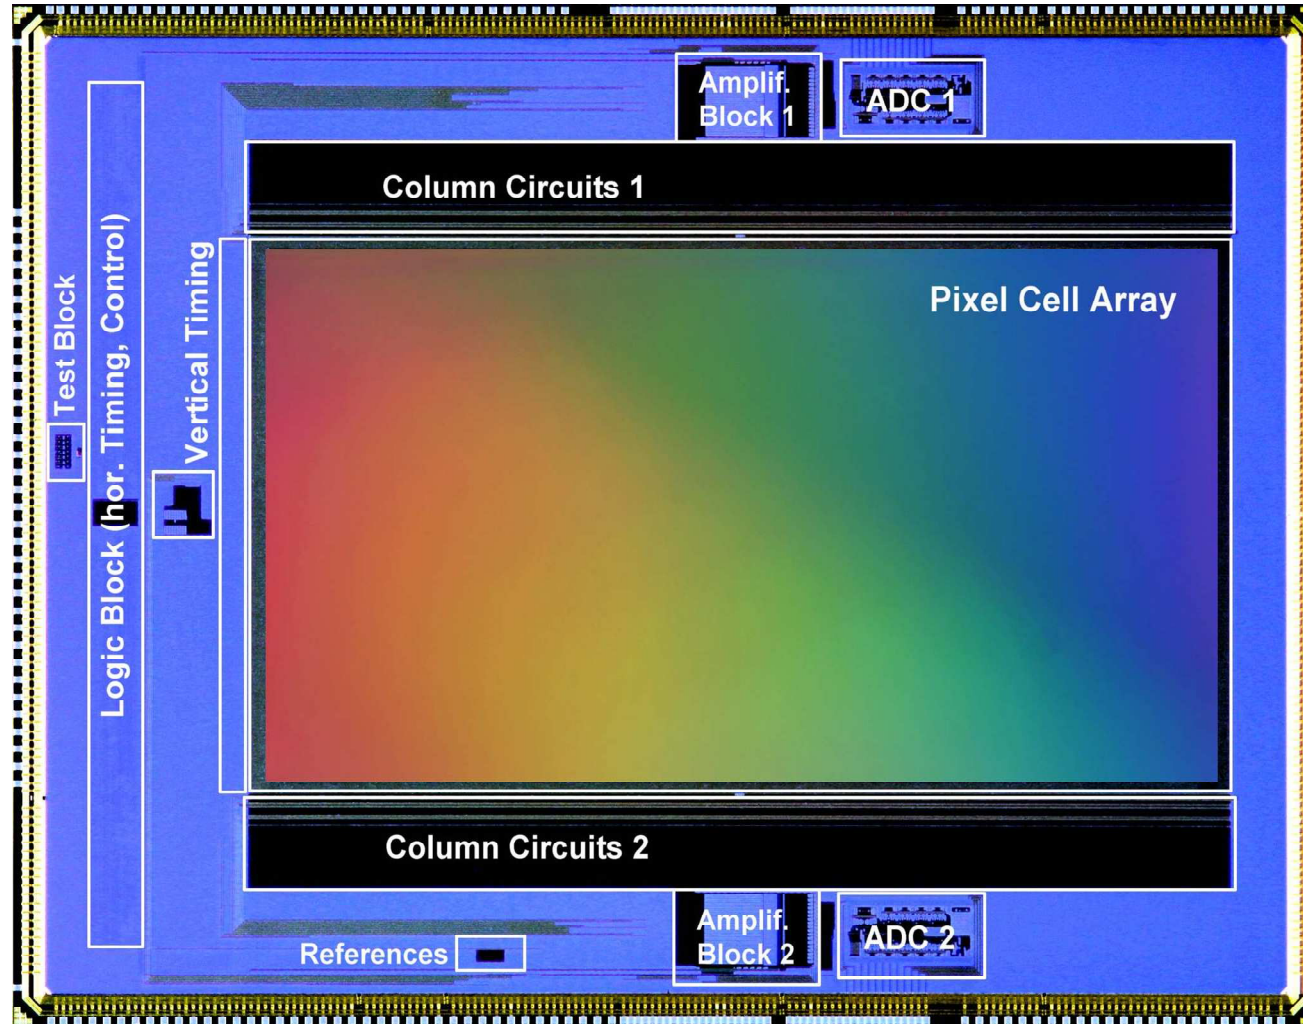 Amplif.
Block 1
ADC 1
Column Circuits 1
Pixel Cell Array
Test Block
Logic Block (hor. Timing, Control)
Vertical Timing
Column Circuits 2
References
Amplif.
Block 2
ADC 2